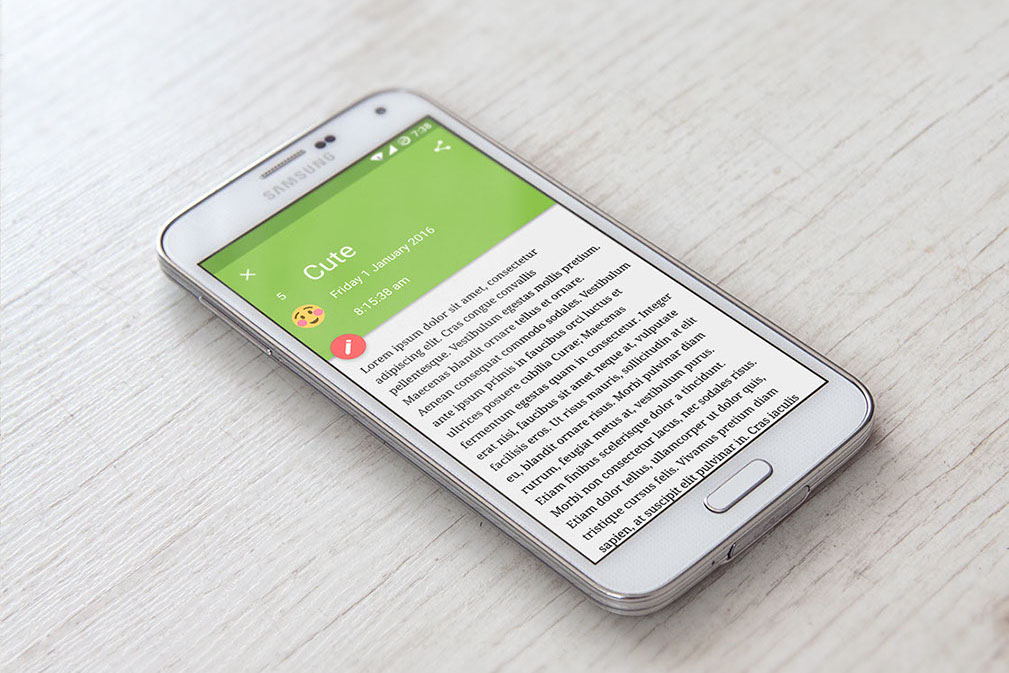 SAMSUNG
7:38
Cute
5
Friday 1 January 2016
8:15:38 am
i
Lorem ipsum dolor sit amet, consectetur
adipiscing elit. Cras congue convallis
pellentesque. Vestibulum egestas mollis pretium.
Maecenas blandit ornare tellus et ornare.
Aenean consequat commodo sodales. Vestibulum
ante ipsum primis in faucibus orci luctus et
ultrices posuere cubilia Curae; Maecenas
fermentum egestas quam in consectetur. Integer
erat nisi, faucibus sit amet neque at, vulputate
facilisis eros. Ut risus mauris, sollicitudin at elit
eu, blandit ornare risus. Morbi pulvinar diam
rutrum, feugiat metus at, vestibulum purus.
Etiam finibus scelerisque dolor a tincidunt.
Morbi non consectetur lacus, nec sodales risus.
Etiam dolor tellus, ullamcorper ut dolor quis,
tristique cursus felis. Vivamus pretium diam
sapien, at suscipit elit pulvinar in. Cras iaculis